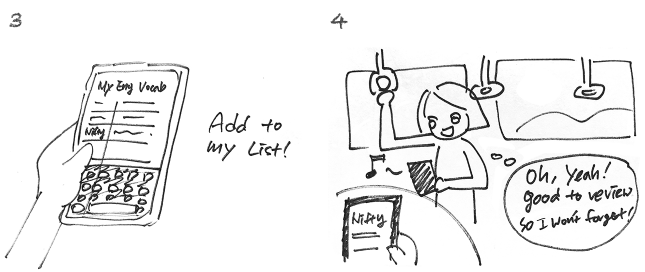 3
My Eng Vocab
Nifty
Add to
my List!
4
Oh, Yeah!
good to review
so I won't forget!
Nifty